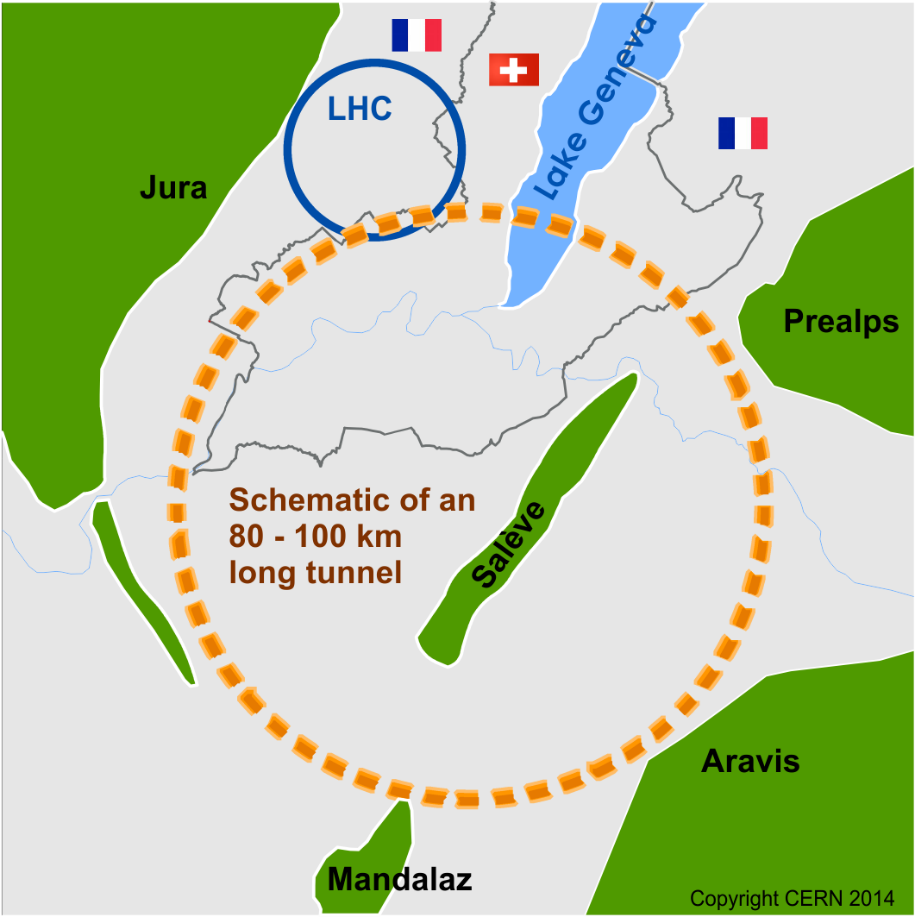 LHC
Lake Geneva
Jura
Prealps
Schematic of an
80 - 100 km
long tunnel
Salève
Aravis
Mandalaz
Copyright CERN 2014